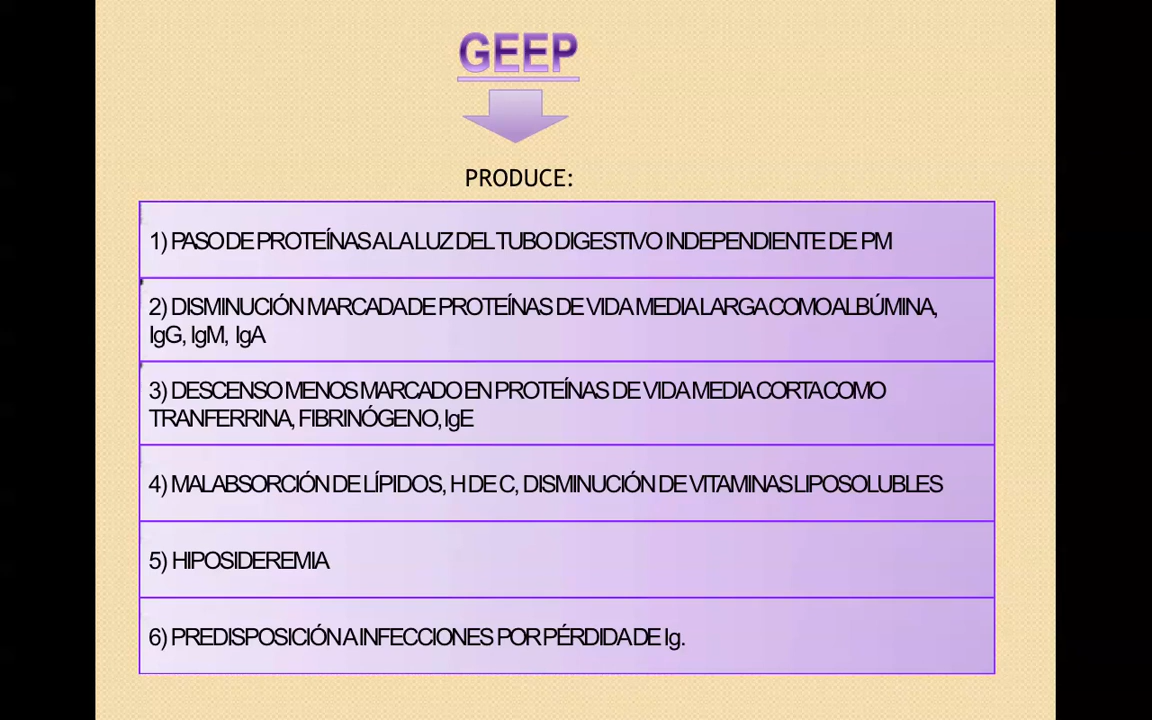 GEEP
PRODUCE:
1) PASO DE PROTEÍNAS A LA LUZ DEL TUBO DIGESTIVO INDEPENDIENTE DE PM
2) DISMINUCIÓN MARCADA DE PROTEÍNAS DE VIDA MEDIA LARGA COMO ALBÚMINA,
IgG, IgM, IgA
3) DESCENSO MENOS MARCADO EN PROTEÍNAS DE VIDA MEDIA CORTA COMO
TRANFERRINA, FIBRINÓGENO, IgE
4) MALABSORCIÓN DE LÍPIDOS, H DE C, DISMINUCIÓN DE VITAMINAS LIPOSOLUBLES
5) HIPOSIDEREMIA
6) PREDISPOSICIÓN A INFECCIONES POR PÉRDIDA DE Ig.